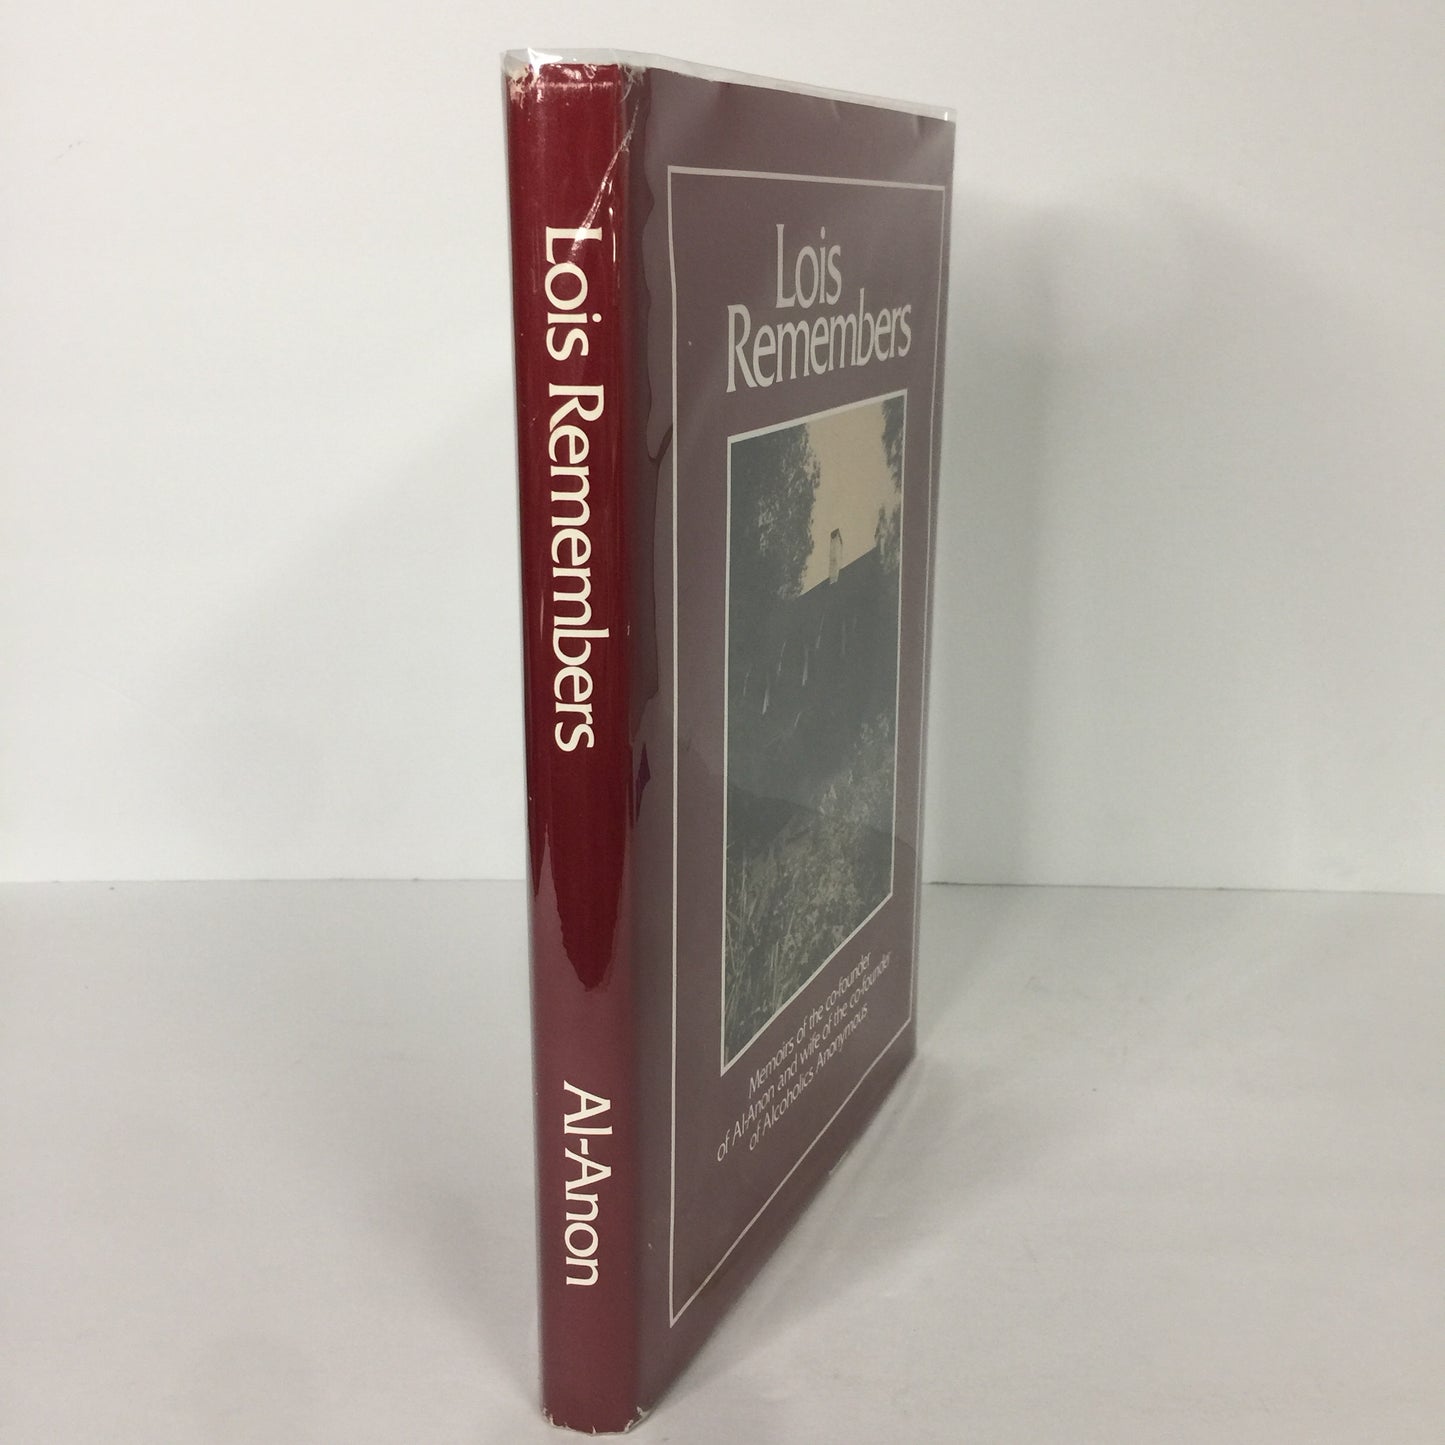 Lois Remembers
Al-Anon
Lois
Remembers
Memoirs of the co-founder
of Al-Anon and wife of the co-founder
of Alcoholics Anonymous